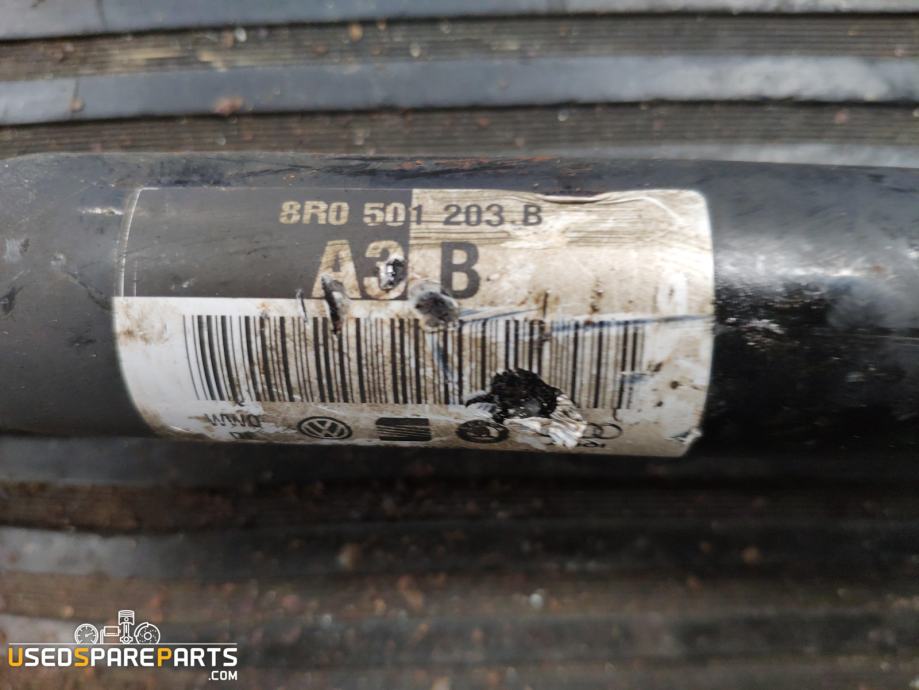 8R0 501 203 B
A3 B
USEDSPAREPARTS
.COM